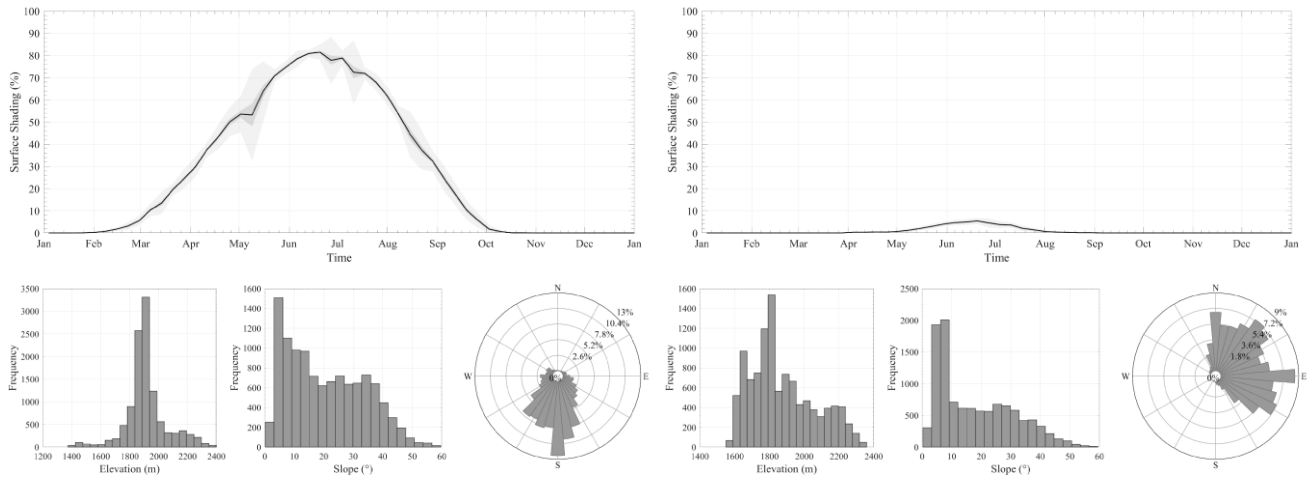 100
90
80
70
60
50
40
30
20
10
0
Surface Shading (%)
Jan Feb Mar Apr May Jun Jul Aug Sep Oct Nov Dec Jan
Time
100
90
80
70
60
50
40
30
20
10
0
Surface Shading (%)
Jan Feb Mar Apr May Jun Jul Aug Sep Oct Nov Dec Jan
Time
3500
3000
2500
2000
1500
1000
500
0
Frequency
1200 1400 1600 1800 2000 2200 2400
Elevation (m)
1600
1400
1200
1000
800
600
400
200
0
Frequency
0 10 20 30 40 50 60
Slope (°)
N
13%
10.4%
7.8%
5.2%
2.6%
W 0% E
S
1600
1400
1200
1000
800
600
400
200
0
Frequency
1400 1600 1800 2000 2200 2400
Elevation (m)
2500
2000
1500
1000
500
0
Frequency
0 10 20 30 40 50 60
Slope (°)
N
9%
7.2%
5.4%
3.6%
1.8%
W 0% E
S